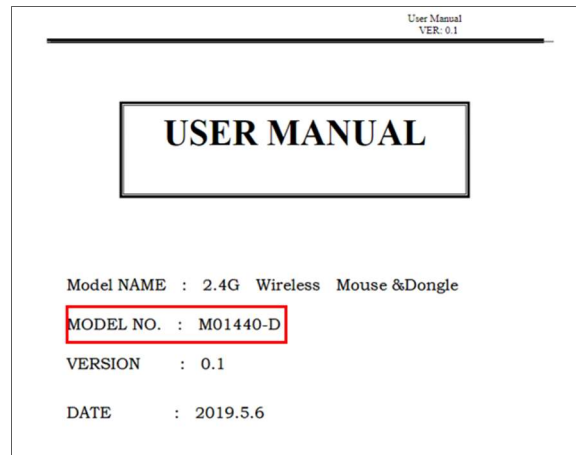 User Manual
VER: 0.1
USER MANUAL
Model NAME : 2.4G Wireless Mouse &Dongle
MODEL NO. : M01440-D
VERSION : 0.1
DATE : 2019.5.6